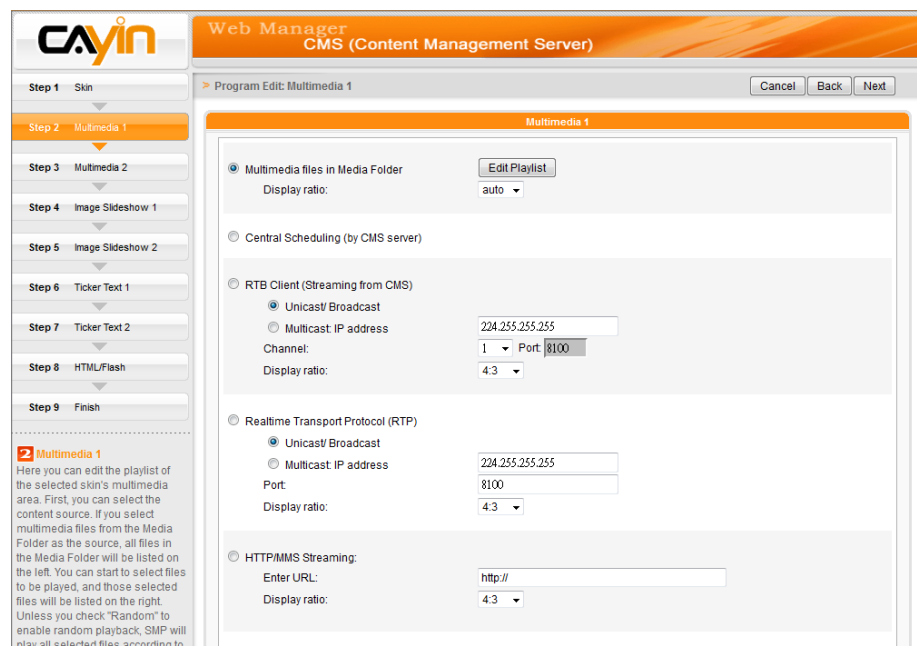 CAYin
Web Manager
CMS (Content Management Server)
Step 1 Skin
Step 2 Multimedia 1
Step 3 Multimedia 2
Step 4 Image Slideshow 1
Step 5 Image Slideshow 2
Step 6 Ticker Text 1
Step 7 Ticker Text 2
Step 8 HTML/Flash
Step 9 Finish
2 Multimedia 1
Here you can edit the playlist of
the selected skin's multimedia
area. First, you can select the
content source. If you select
multimedia files from the Media
Folder as the source, all files in
the Media Folder will be listed on
the left. You can start to select files
to be played, and those selected
files will be listed on the right.
Unless you check "Random" to
enable random playback, SMP will
play all selected files according to
> Program Edit: Multimedia 1
Cancel Back Next
Multimedia 1
Multimedia files in Media Folder Edit Playlist
Display ratio: auto
Central Scheduling (by CMS server)
RTB Client (Streaming from CMS)
Unicast/ Broadcast
Multicast: IP address 224.255.255.255
Channel: 1 Port: 8100
Display ratio: 4:3
Realtime Transport Protocol (RTP)
Unicast/ Broadcast
Multicast: IP address 224.255.255.255
Port: 8100
Display ratio: 4:3
HTTP/MMS Streaming:
Enter URL: http://
Display ratio: 4:3